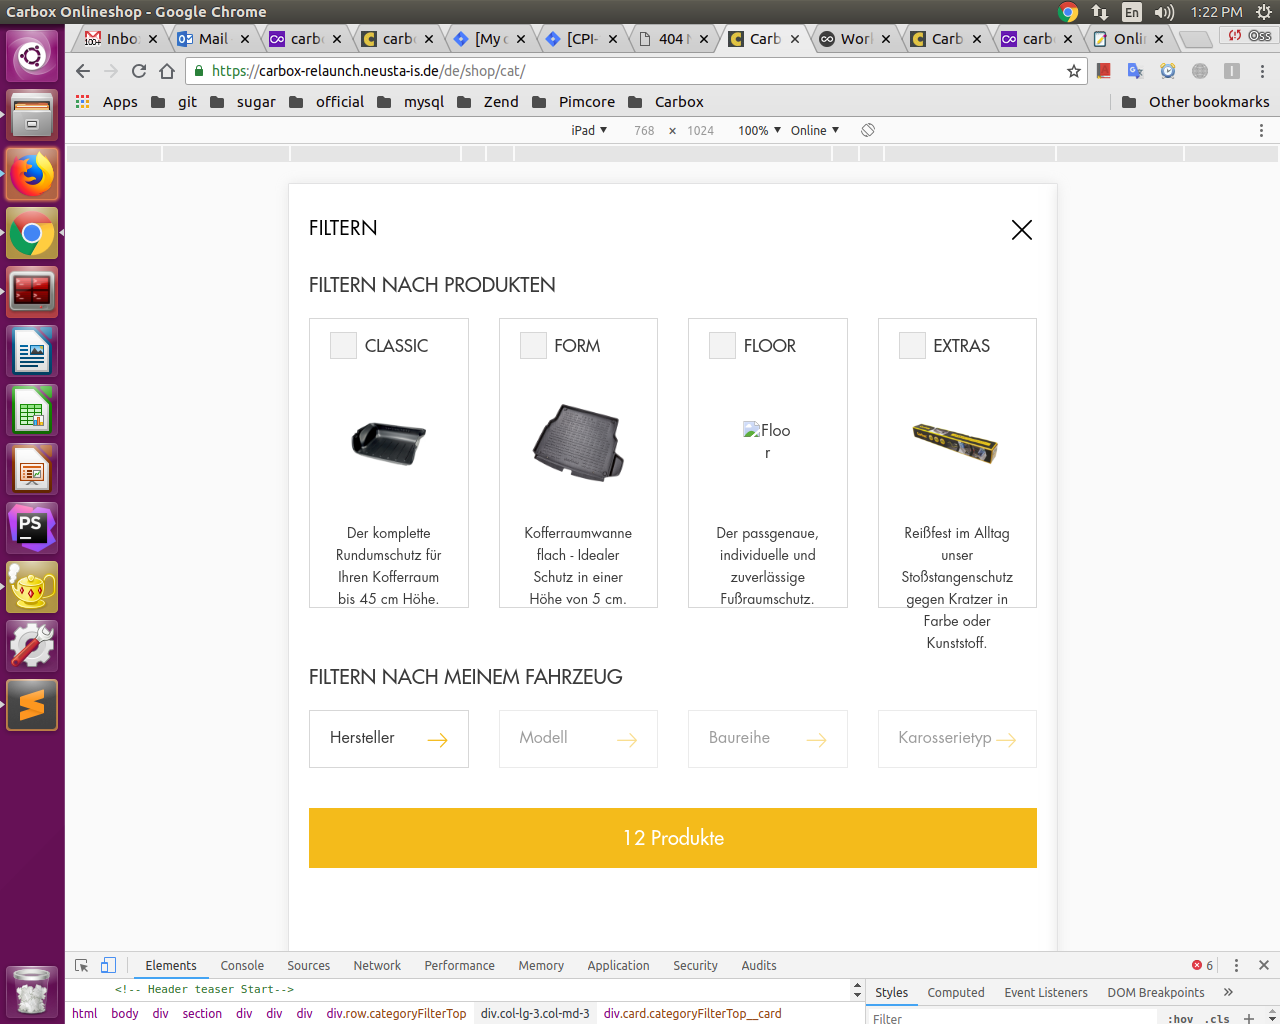 Carbox Onlineshop - Google Chrome
En
1:22 PM
Inbo
Mail
carb
carb
[My c
[CPI-
404 N
Carb
Worl
Carb
carb
Onli
Oss
https://carbox-relaunch.neusta-is.de/de/shop/cat/
Apps
git
sugar
official
mysql
Zend
Pimcore
Carbox
Other bookmarks
iPad ▼ 768 × 1024 100% ▼ Online ▼
FILTERN
FILTERN NACH PRODUKTEN
CLASSIC
FORM
FLOOR
EXTRAS
Floo
r
Der komplette
Rundumschutz für
Ihren Kofferraum
bis 45 cm Höhe.
Kofferraumwanne
flach - Idealer
Schutz in einer
Höhe von 5 cm.
Der passgenaue,
individuelle und
zuverlässige
Fußraumschutz.
Reißfest im Alltag
unser
Stoßstangenschutz
gegen Kratzer in
Farbe oder
Kunststoff.
FILTERN NACH MEINEM FAHRZEUG
Hersteller
Modell
Baureihe
Karosserietyp
12 Produkte
Elements
Console
Sources
Network
Performance
Memory
Application
Security
Audits
6
<!-- Header teaser Start-->
Styles
Computed
Event Listeners
DOM Breakpoints
»
html body div section div div div div.row.categoryFilterTop div.col-lg-3.col-md-3 div.card.categoryFilterTop__card
Filter
:hov .cls +
PS